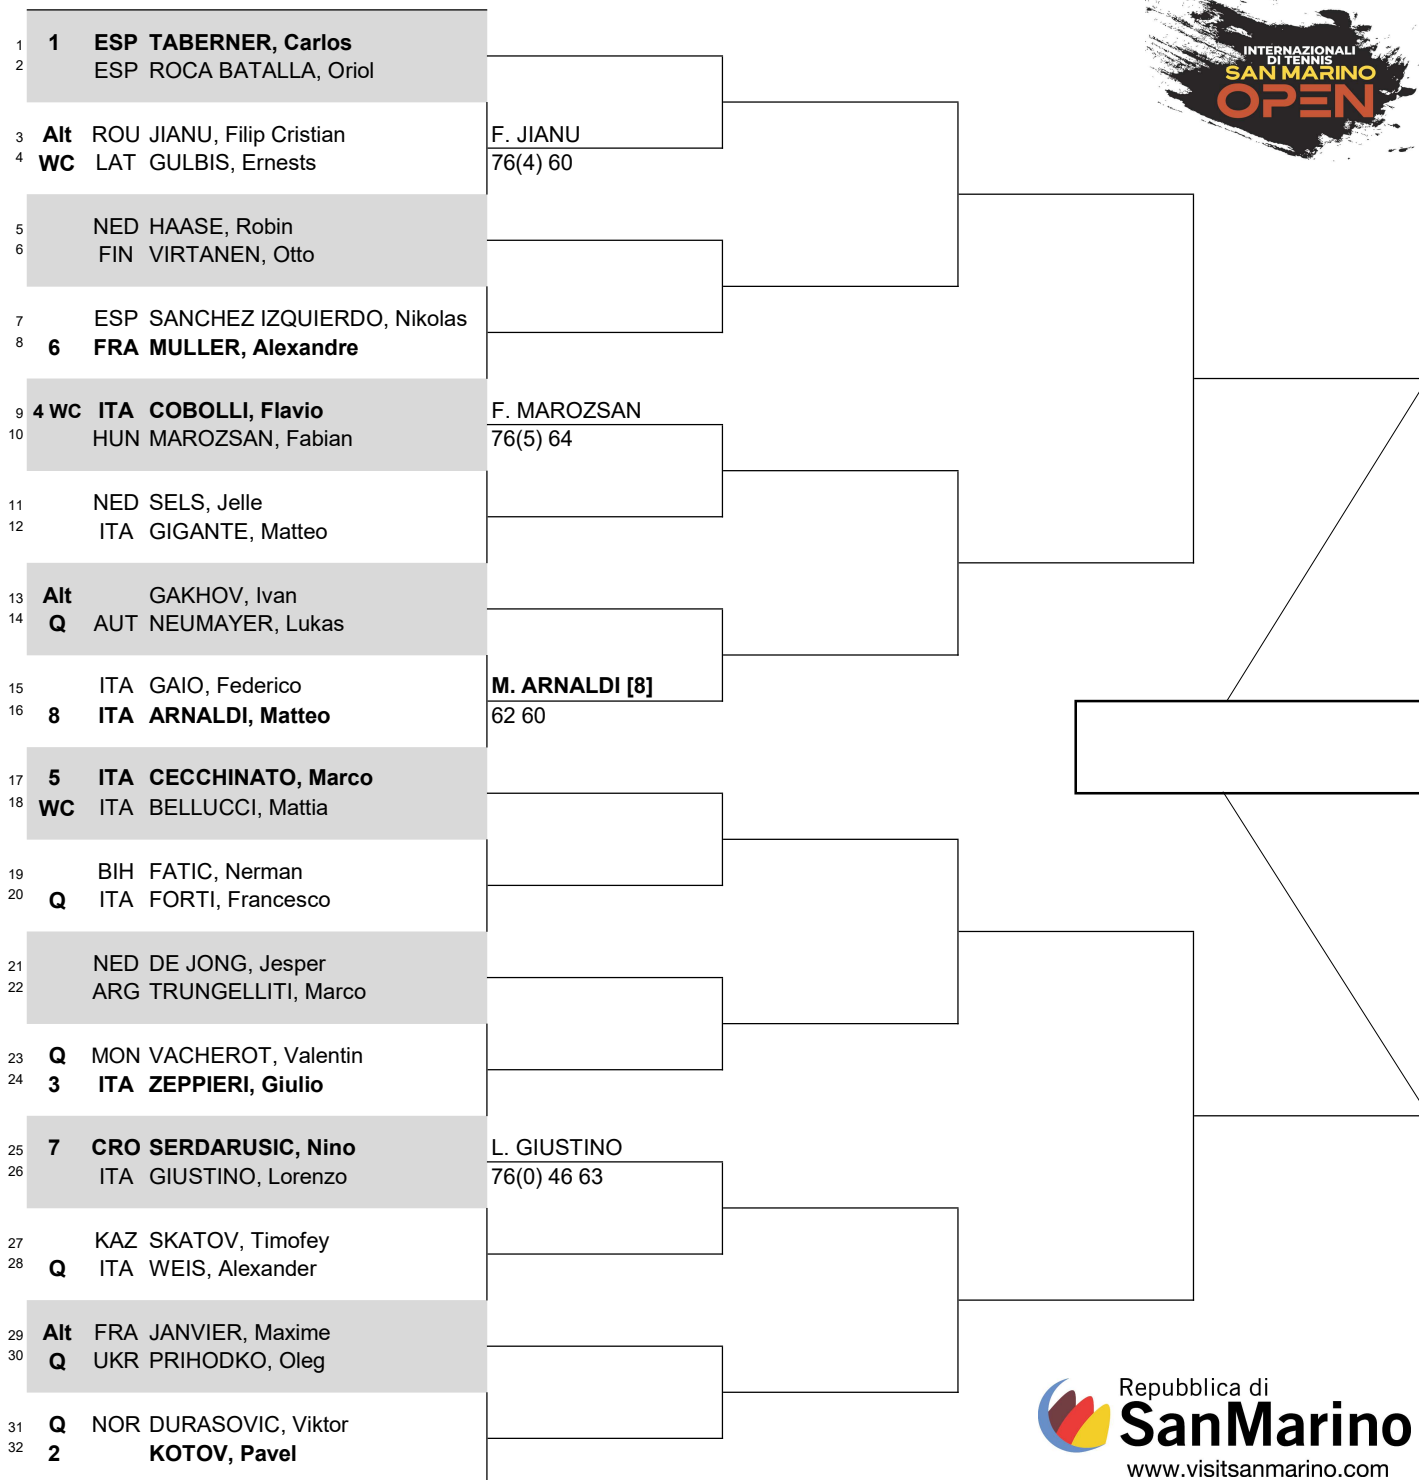 INTERNAZIONALI
DI TENNIS
SAN MARINO
OPEN
1 1 ESP TABERNER, Carlos
2 ESP ROCA BATALLA, Oriol
3 Alt ROU JIANU, Filip Cristian
4 WC LAT GULBIS, Ernests
F. JIANU
76(4) 60
5 NED HAASE, Robin
6 FIN VIRTANEN, Otto
7 ESP SANCHEZ IZQUIERDO, Nikolas
8 6 FRA MULLER, Alexandre
9 4 WC ITA COBOLLI, Flavio
10 HUN MAROZSAN, Fabian
F. MAROZSAN
76(5) 64
11 NED SELS, Jelle
12 ITA GIGANTE, Matteo
13 Alt GAKHOV, Ivan
14 Q AUT NEUMAYER, Lukas
15 ITA GAIO, Federico
16 8 ITA ARNALDI, Matteo
M. ARNALDI [8]
62 60
17 5 ITA CECCHINATO, Marco
18 WC ITA BELLUCCI, Mattia
19 BIH FATIC, Nerman
20 Q ITA FORTI, Francesco
21 NED DE JONG, Jesper
22 ARG TRUNGELLITI, Marco
23 Q MON VACHEROT, Valentin
24 3 ITA ZEPPIERI, Giulio
25 7 CRO SERDARUSIC, Nino
26 ITA GIUSTINO, Lorenzo
L. GIUSTINO
76(0) 46 63
27 KAZ SKATOV, Timofey
28 Q ITA WEIS, Alexander
29 Alt FRA JANVIER, Maxime
30 Q UKR PRIHODKO, Oleg
31 Q NOR DURASOVIC, Viktor
32 2 KOTOV, Pavel
Repubblica di
SanMarino
www.visitsanmarino.com